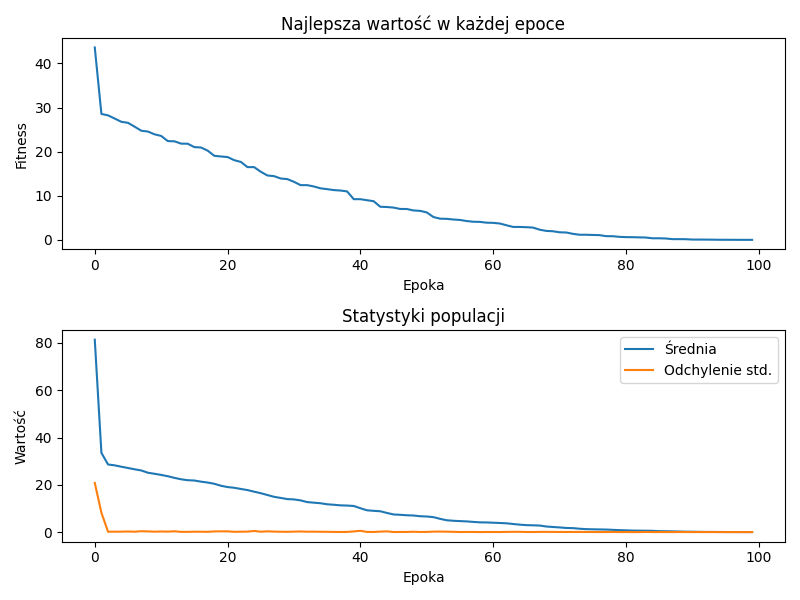 Najlepsza wartość w każdej epoce
Fitness
40
30
20
10
0
0 20 40 60 80 100
Epoka
Statystyki populacji
Wartość
80
60
40
20
0
Średnia
Odchylenie std.
0 20 40 60 80 100
Epoka